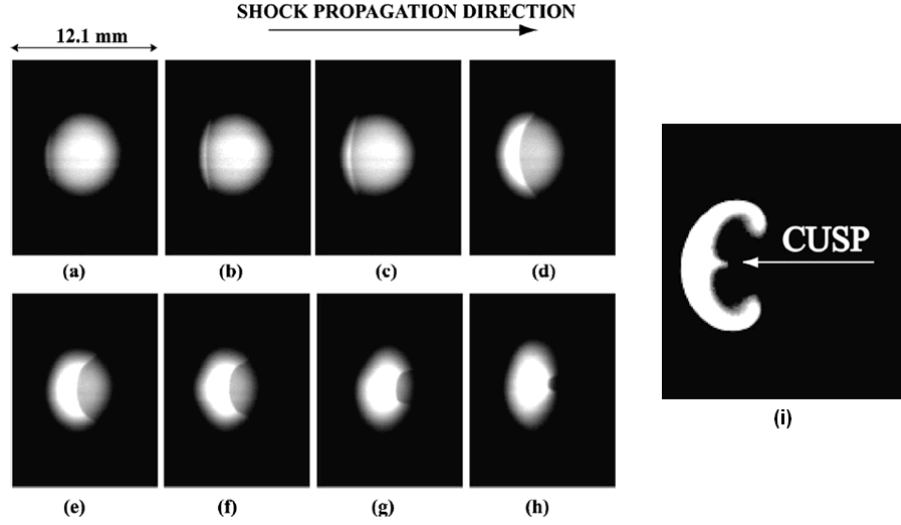 SHOCK PROPAGATION DIRECTION
12.1 mm
(a)
(b)
(c)
(d)
CUSP
(e)
(f)
(g)
(h)
(i)